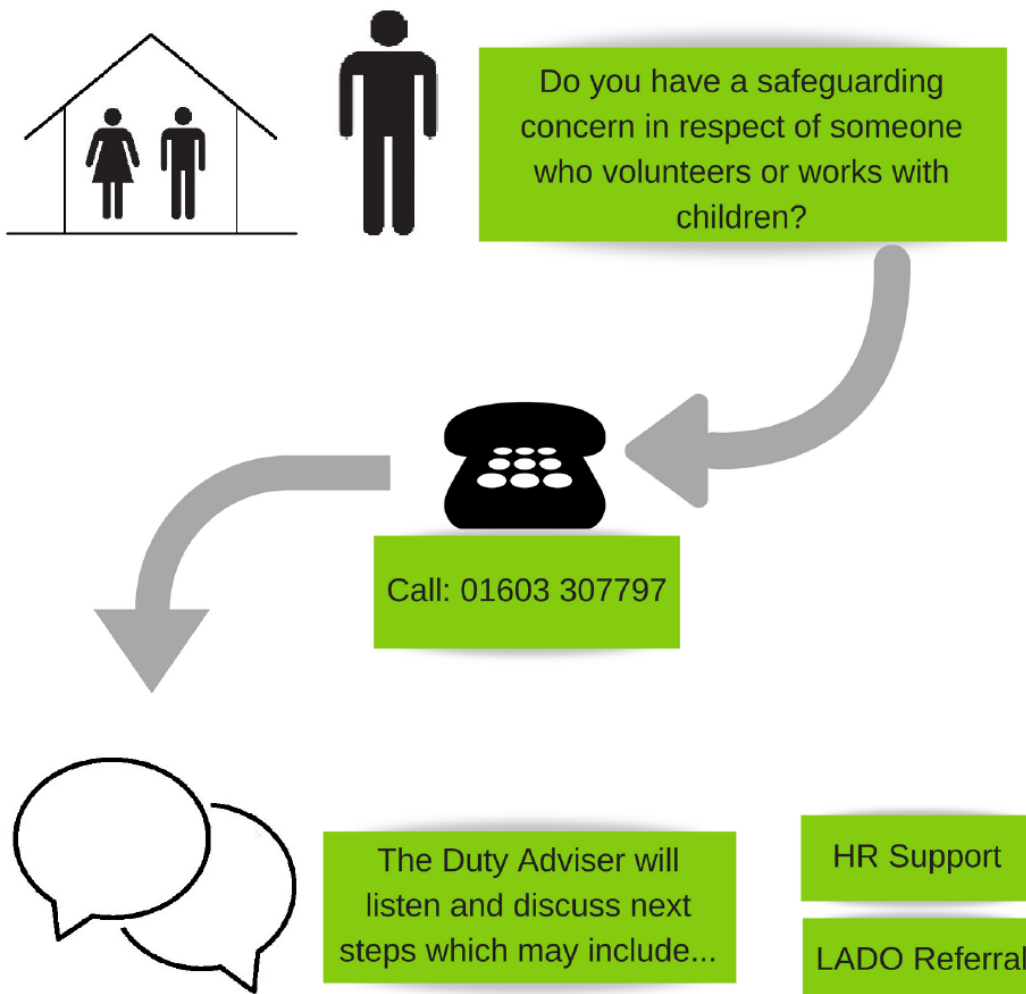 Do you have a safeguarding
concern in respect of someone
who volunteers or works with
children?
Call: 01603 307797
The Duty Adviser will
listen and discuss next
steps which may include...
HR Support
LADO Referral